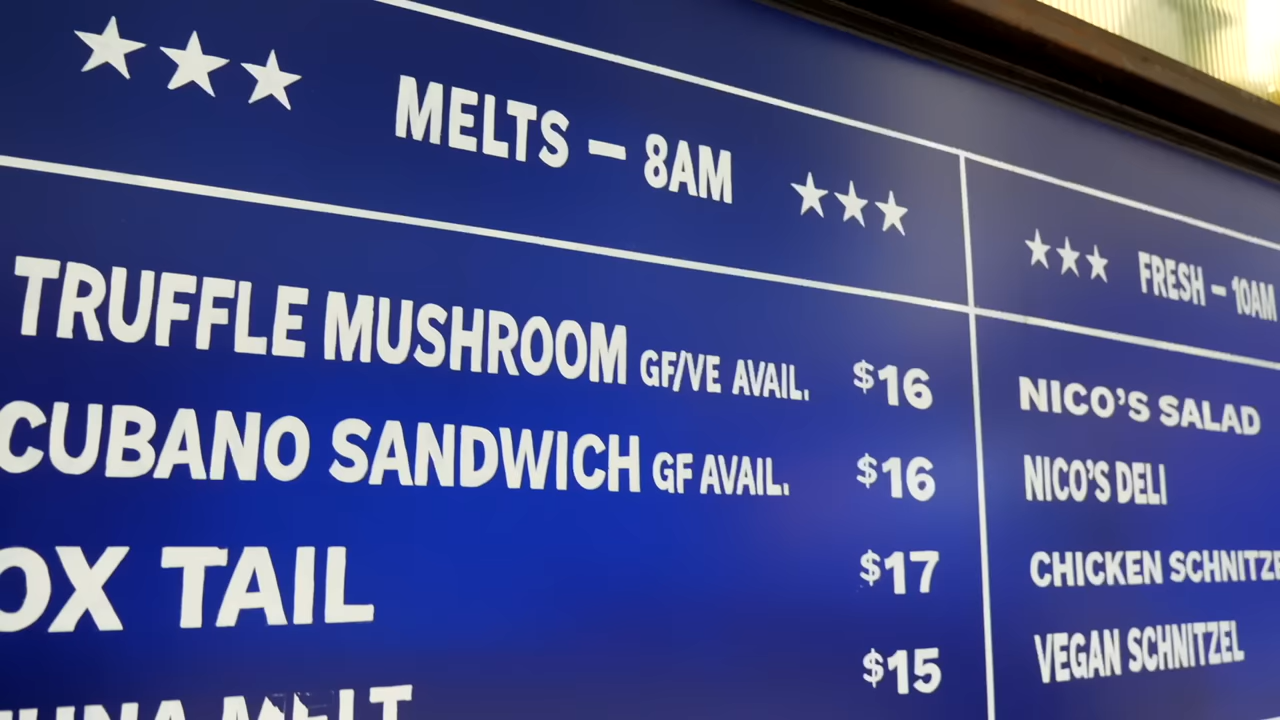 MELTS – 8AM
TRUFFLE MUSHROOM GF/VE AVAIL. $16
CUBANO SANDWICH GF AVAIL. $16
OX TAIL $17
MELT $15
FRESH – 10AM
NICO'S SALAD
NICO'S DELI
CHICKEN
VEGAN SCHNITZEL